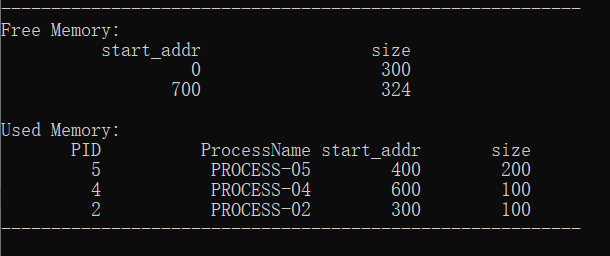 ----------------------------------------------------------
Free Memory:
start_addr size
0 300
700 324
Used Memory:
PID ProcessName start_addr size
5 PROCESS-05 400 200
4 PROCESS-04 600 100
2 PROCESS-02 300 100
----------------------------------------------------------